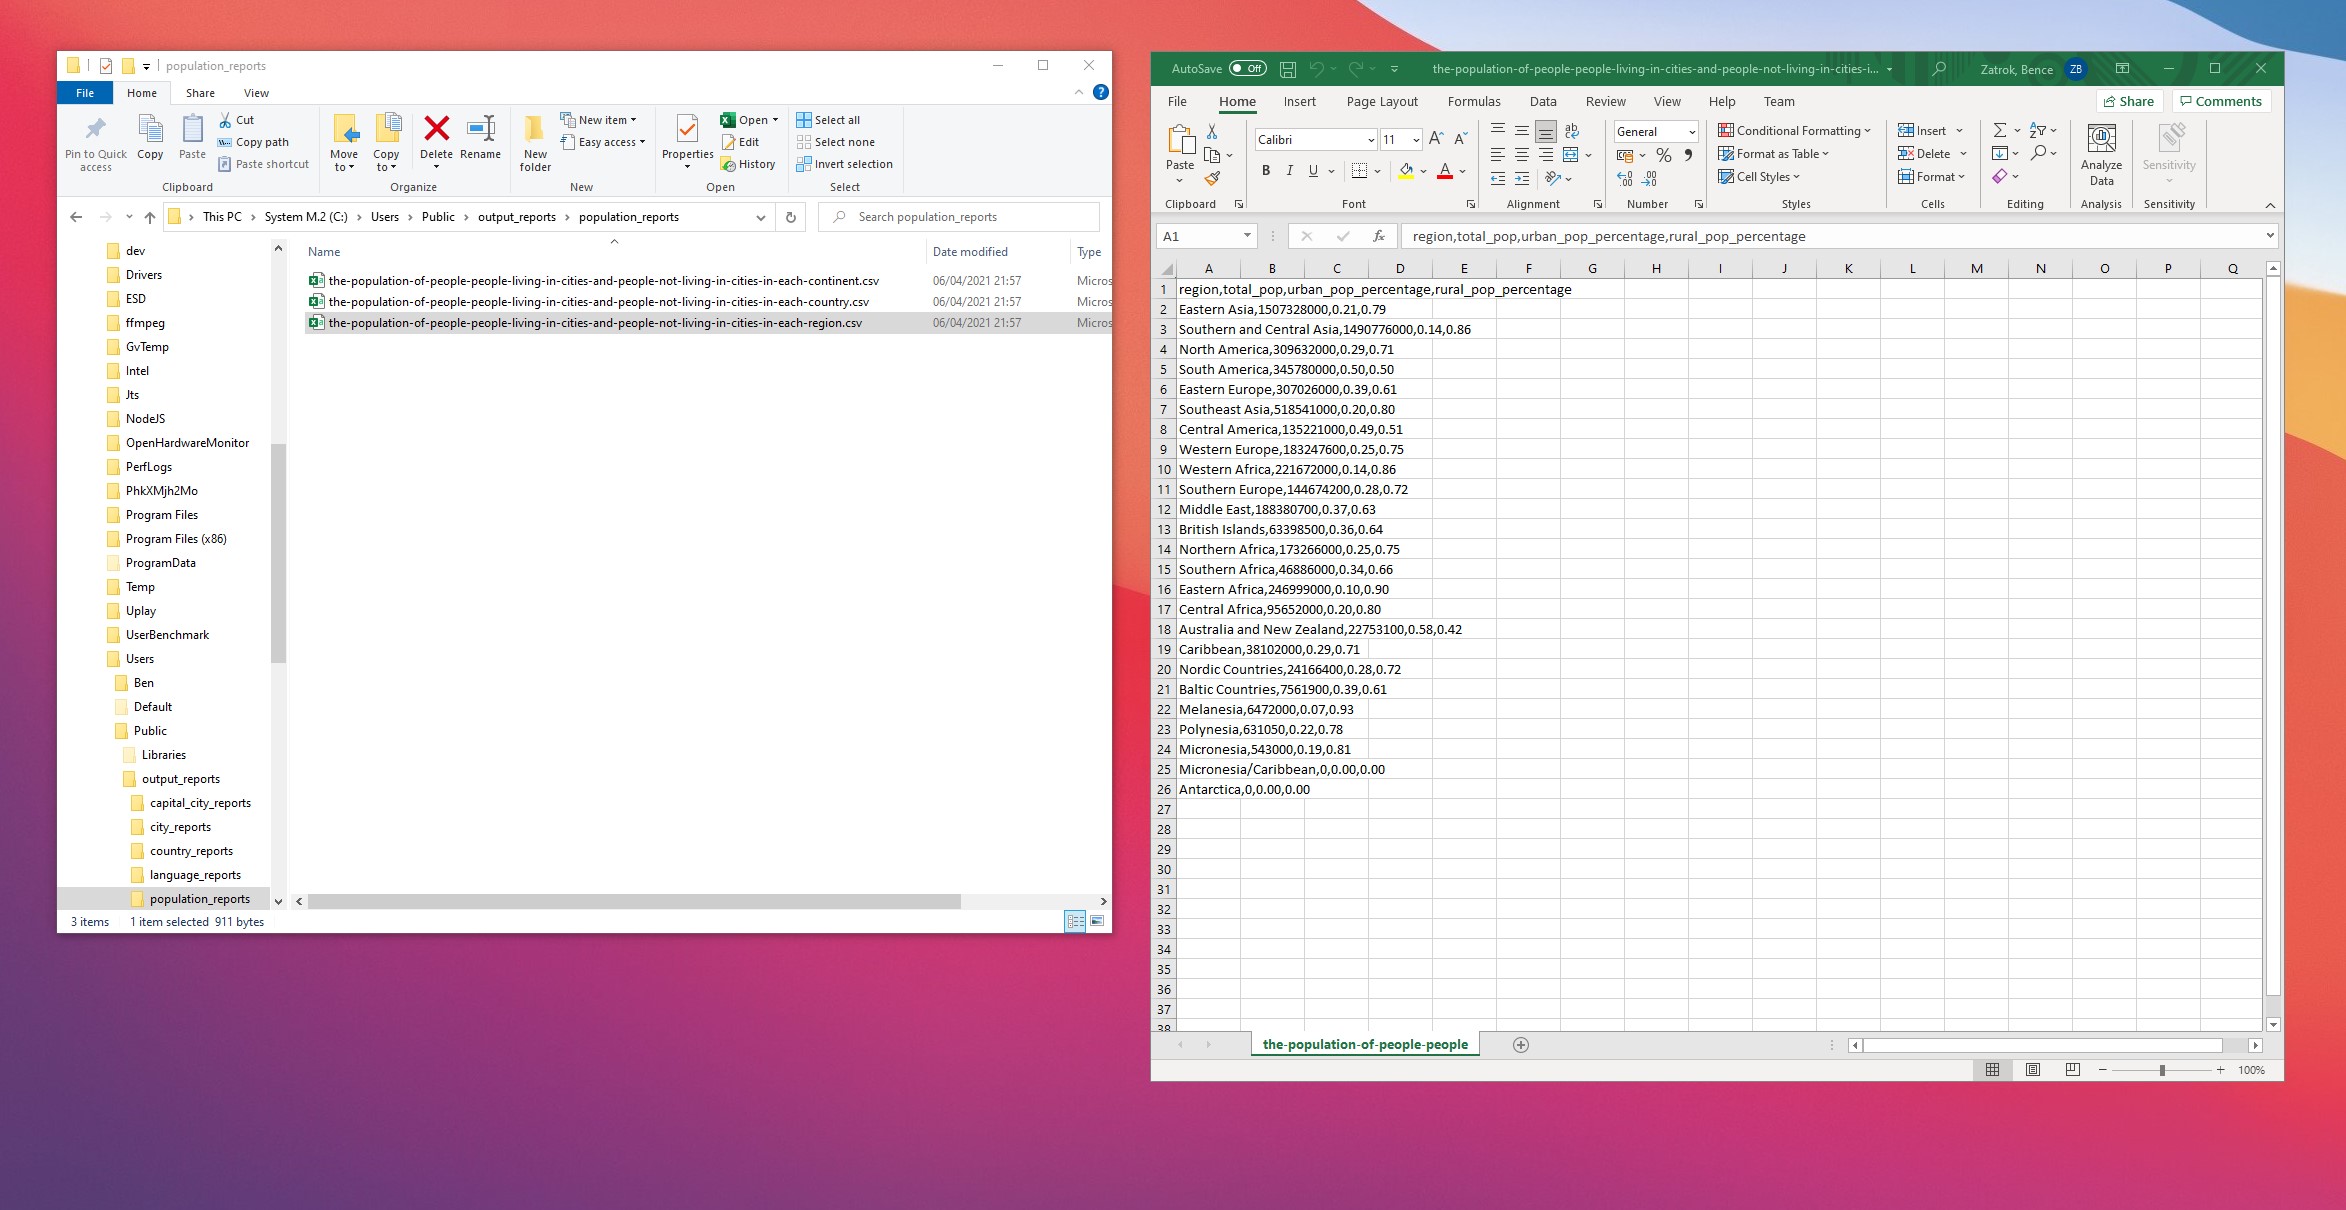 population_reports
File Home Share View
Pin to Quick access
Copy
Paste
Cut
Copy path
Paste shortcut
Clipboard
Move to
Copy to
Delete
Rename
Organize
New folder
New item
Easy access
New
Properties
Open
Edit
History
Open
Select all
Select none
Invert selection
Select
This PC > System M.2 (C:) > Users > Public > output_reports > population_reports
Search population_reports
dev
Drivers
ESD
ffmpeg
GvTemp
Intel
Jts
NodeJS
OpenHardwareMonitor
PerfLogs
PhkXMjh2Mo
Program Files
Program Files (x86)
ProgramData
Temp
Uplay
UserBenchmark
Users
Ben
Default
Public
Libraries
output_reports
capital_city_reports
city_reports
country_reports
language_reports
population_reports
Name Date modified Type
the-population-of-people-people-living-in-cities-and-people-not-living-in-cities-in-each-continent.csv 06/04/2021 21:57 Micros
the-population-of-people-people-living-in-cities-and-people-not-living-in-cities-in-each-country.csv 06/04/2021 21:57 Micros
the-population-of-people-people-living-in-cities-and-people-not-living-in-cities-in-each-region.csv 06/04/2021 21:57 Micros
3 items 1 item selected 911 bytes
AutoSave Off the-population-of-people-people-living-in-cities-and-people-not-living-in-cities-i... Zatrok, Bence ZB
File Home Insert Page Layout Formulas Data Review View Help Team Share Comments
Paste
Clipboard
Calibri 11
B I U
Font
ab
Alignment
General
Number
Conditional Formatting
Format as Table
Cell Styles
Styles
Insert
Delete
Format
Cells
Editing
Analyze Data
Analysis
Sensitivity
Sensitivity
A1 fx region,total_pop,urban_pop_percentage,rural_pop_percentage
A B C D E F G H I J K L M N O P Q
1 region,total_pop,urban_pop_percentage,rural_pop_percentage
2 Eastern Asia,1507328000,0.21,0.79
3 Southern and Central Asia,1490776000,0.14,0.86
4 North America,309632000,0.29,0.71
5 South America,345780000,0.50,0.50
6 Eastern Europe,307026000,0.39,0.61
7 Southeast Asia,518541000,0.20,0.80
8 Central America,135221000,0.49,0.51
9 Western Europe,183247600,0.25,0.75
10 Western Africa,221672000,0.14,0.86
11 Southern Europe,144674200,0.28,0.72
12 Middle East,188380700,0.37,0.63
13 British Islands,63398500,0.36,0.64
14 Northern Africa,173266000,0.25,0.75
15 Southern Africa,46886000,0.34,0.66
16 Eastern Africa,246999000,0.10,0.90
17 Central Africa,95652000,0.20,0.80
18 Australia and New Zealand,22753100,0.58,0.42
19 Caribbean,38102000,0.29,0.71
20 Nordic Countries,24166400,0.28,0.72
21 Baltic Countries,7561900,0.39,0.61
22 Melanesia,6472000,0.07,0.93
23 Polynesia,631050,0.22,0.78
24 Micronesia,543000,0.19,0.81
25 Micronesia/Caribbean,0,0.00,0.00
26 Antarctica,0,0.00,0.00
27
28
29
30
31
32
33
34
35
36
37
38
the-population-of-people-people
100%